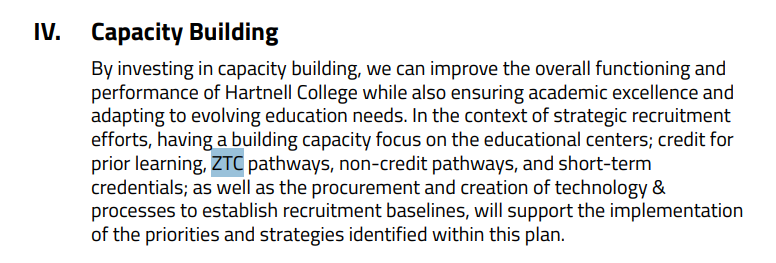 IV. Capacity Building
By investing in capacity building, we can improve the overall functioning and
performance of Hartnell College while also ensuring academic excellence and
adapting to evolving education needs. In the context of strategic recruitment
efforts, having a building capacity focus on the educational centers; credit for
prior learning, ZTC pathways, non-credit pathways, and short-term
credentials; as well as the procurement and creation of technology &
processes to establish recruitment baselines, will support the implementation
of the priorities and strategies identified within this plan.